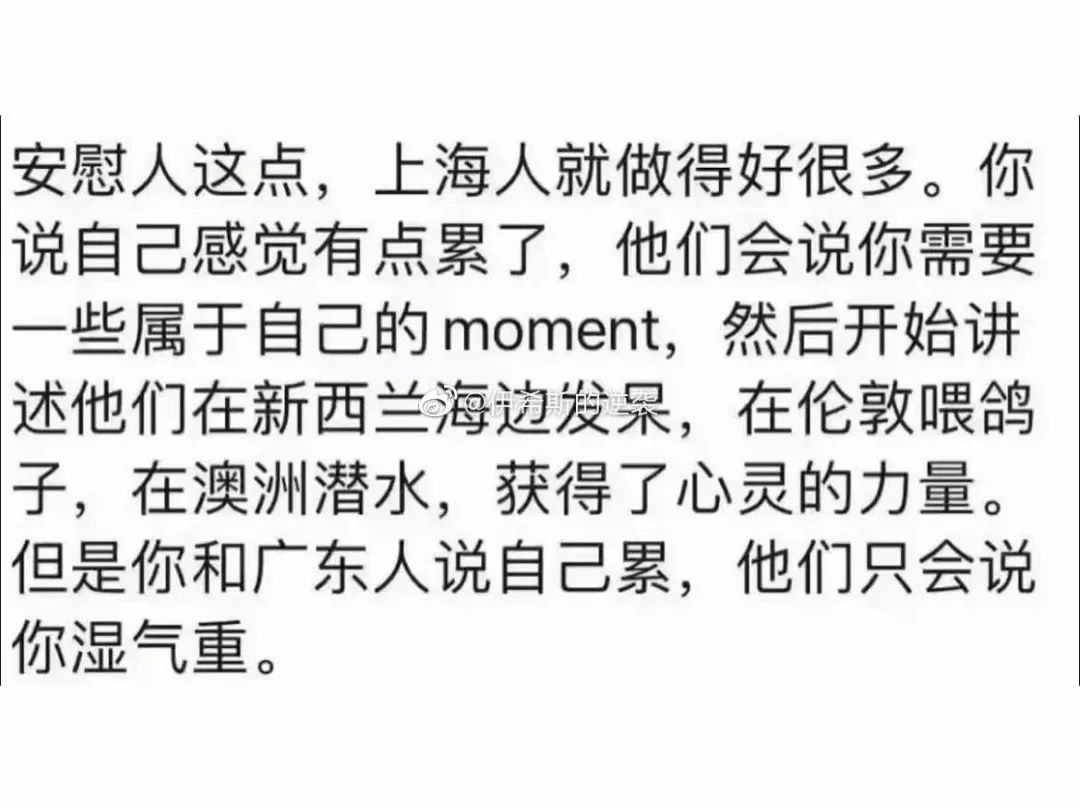 安慰人这点，上海人就做得好很多。你
说自己感觉有点累了，他们会说你需要
一些属于自己的moment，然后开始讲
述他们在新西兰海边发呆，在伦敦喂鸽
@伊希斯的逆袭
子，在澳洲潜水，获得了心灵的力量。
但是你和广东人说自己累，他们只会说
你湿气重。